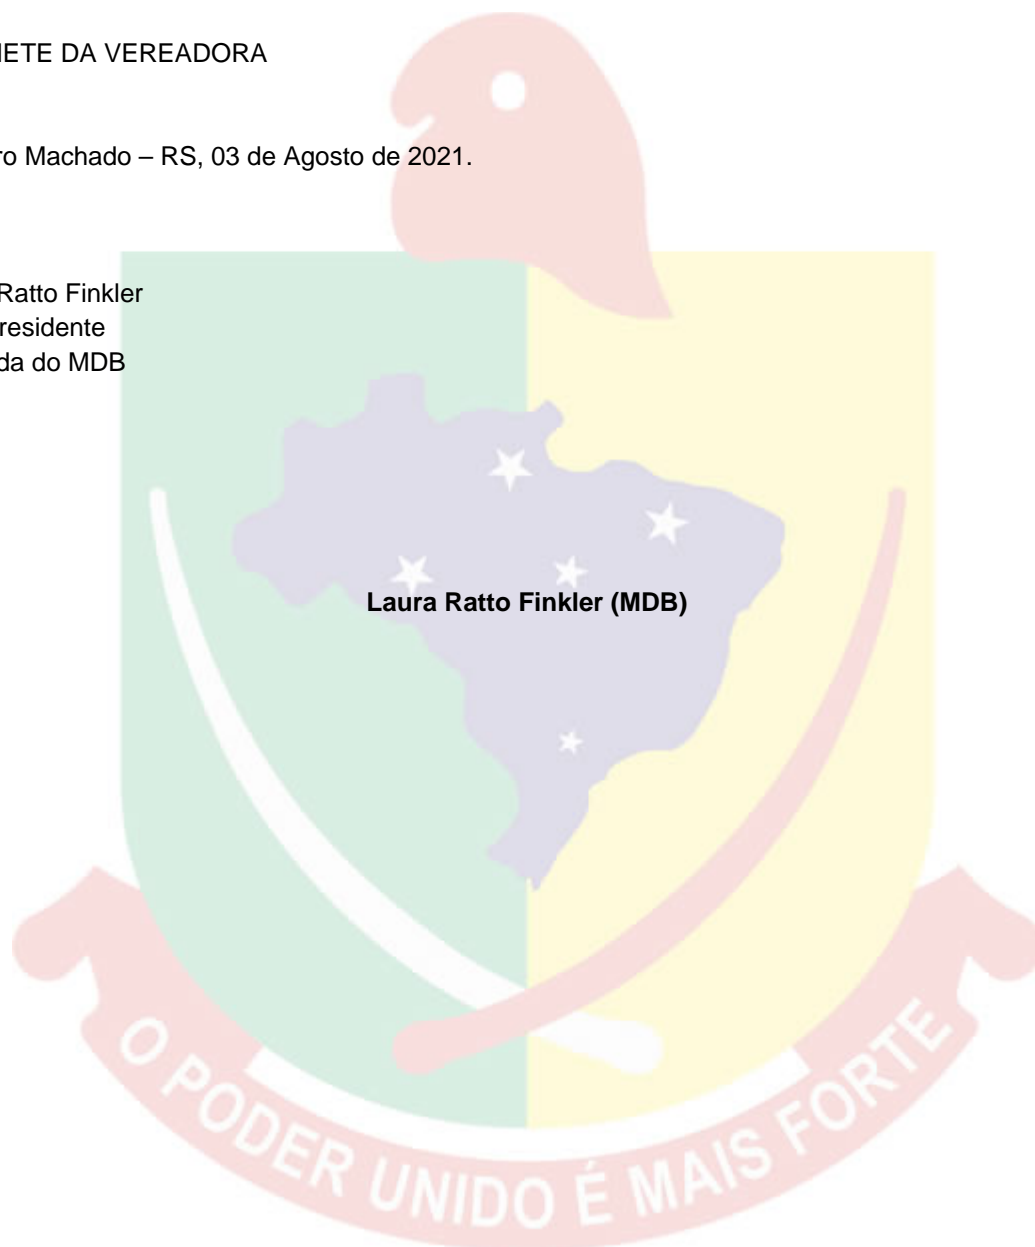 NETE DA VEREADORA
ro Machado – RS, 03 de Agosto de 2021.
Ratto Finkler
residente
da do MDB
Laura Ratto Finkler (MDB)
O PODER UNIDO É MAIS FORTE